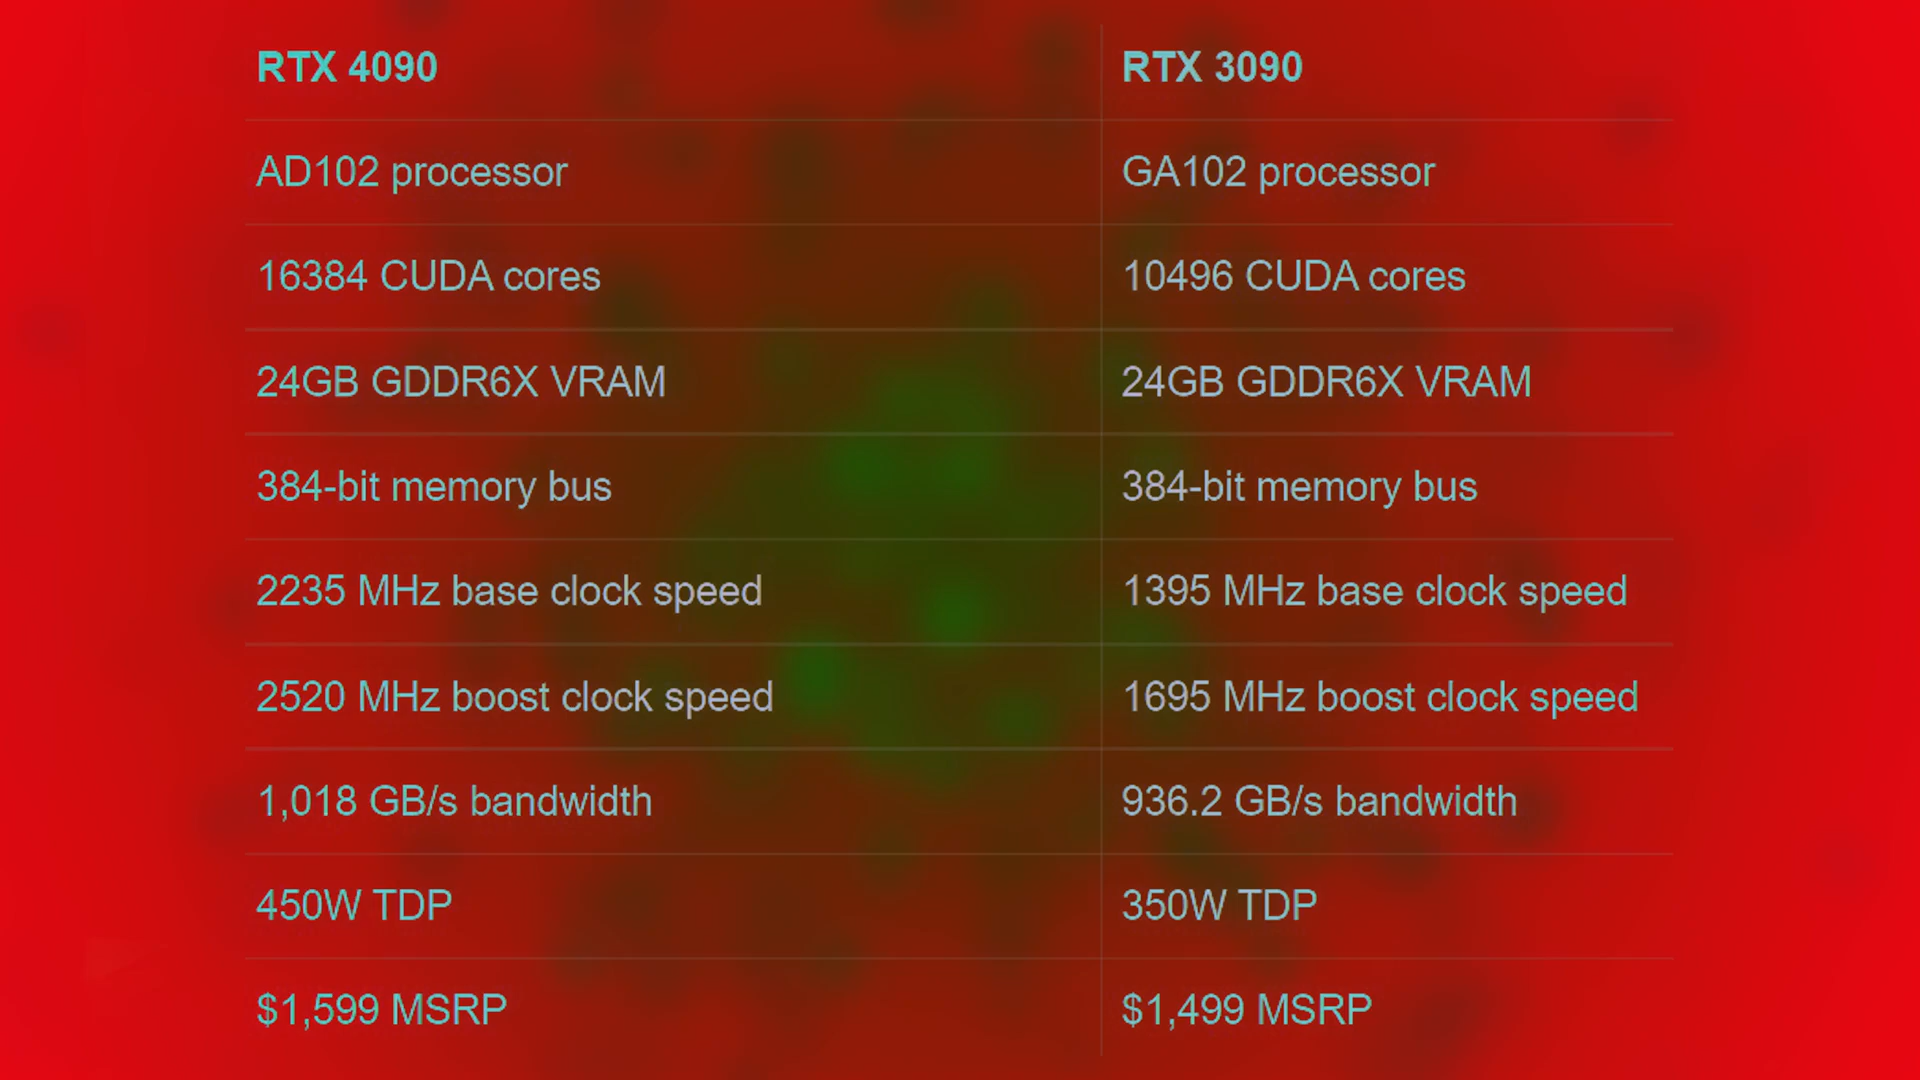 RTX 4090 RTX 3090
AD102 processor GA102 processor
16384 CUDA cores 10496 CUDA cores
24GB GDDR6X VRAM 24GB GDDR6X VRAM
384-bit memory bus 384-bit memory bus
2235 MHz base clock speed 1395 MHz base clock speed
2520 MHz boost clock speed 1695 MHz boost clock speed
1,018 GB/s bandwidth 936.2 GB/s bandwidth
450W TDP 350W TDP
$1,599 MSRP $1,499 MSRP